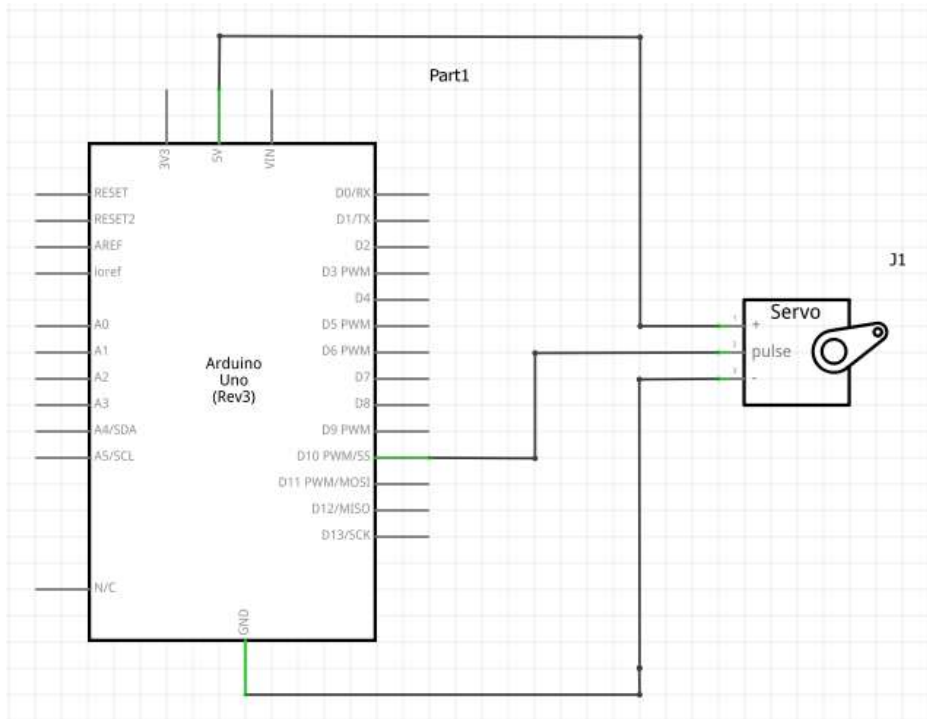 Part1
3V3
5V
VIN
RESET
RESET2
AREF
ioref
A0
A1
A2
A3
A4/SDA
A5/SCL
N/C
Arduino
Uno
(Rev3)
D0/RX
D1/TX
D2
D3 PWM
D4
D5 PWM
D6 PWM
D7
D8
D9 PWM
D10 PWM/SS
D11 PWM/MOSI
D12/MISO
D13/SCK
GND
J1
Servo
1
+
pulse
-